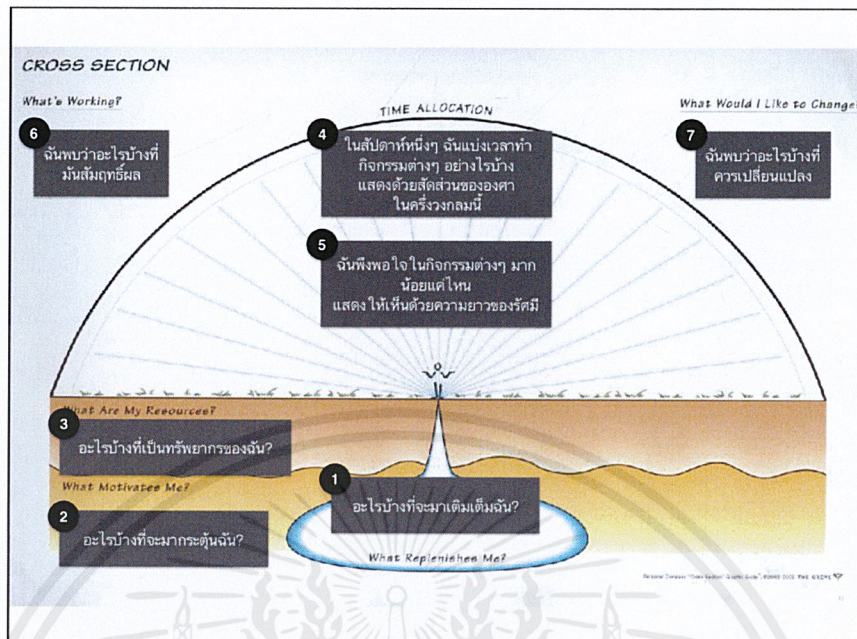 CROSS SECTION
What's Working?
TIME ALLOCATION
What Would I Like to Change
6
ฉันพบว่าอะไรบ้างที่
มันสัมฤทธิ์ผล
4
ในสัปดาห์หนึ่งๆ ฉันแบ่งเวลาทำ
กิจกรรมต่างๆ อย่างไรบ้าง
แสดงด้วยสัดส่วนขององศา
ในครึ่งวงกลมนี้
7
ฉันพบว่าอะไรบ้างที่
ควรเปลี่ยนแปลง
5
ฉันพึงพอใจในกิจกรรมต่างๆ มาก
น้อยแค่ไหน
แสดงให้เห็นด้วยความยาวของรัศมี
What Are My Resources?
3
อะไรบ้างที่เป็นทรัพยากรของฉัน?
What Motivates Me?
2
อะไรบ้างที่จะมากระตุ้นฉัน?
1
อะไรบ้างที่จะมาเติมเต็มฉัน?
What Replenishes Me?
Personal Compass "Cross Section" Graphic Guide
THE GROVE